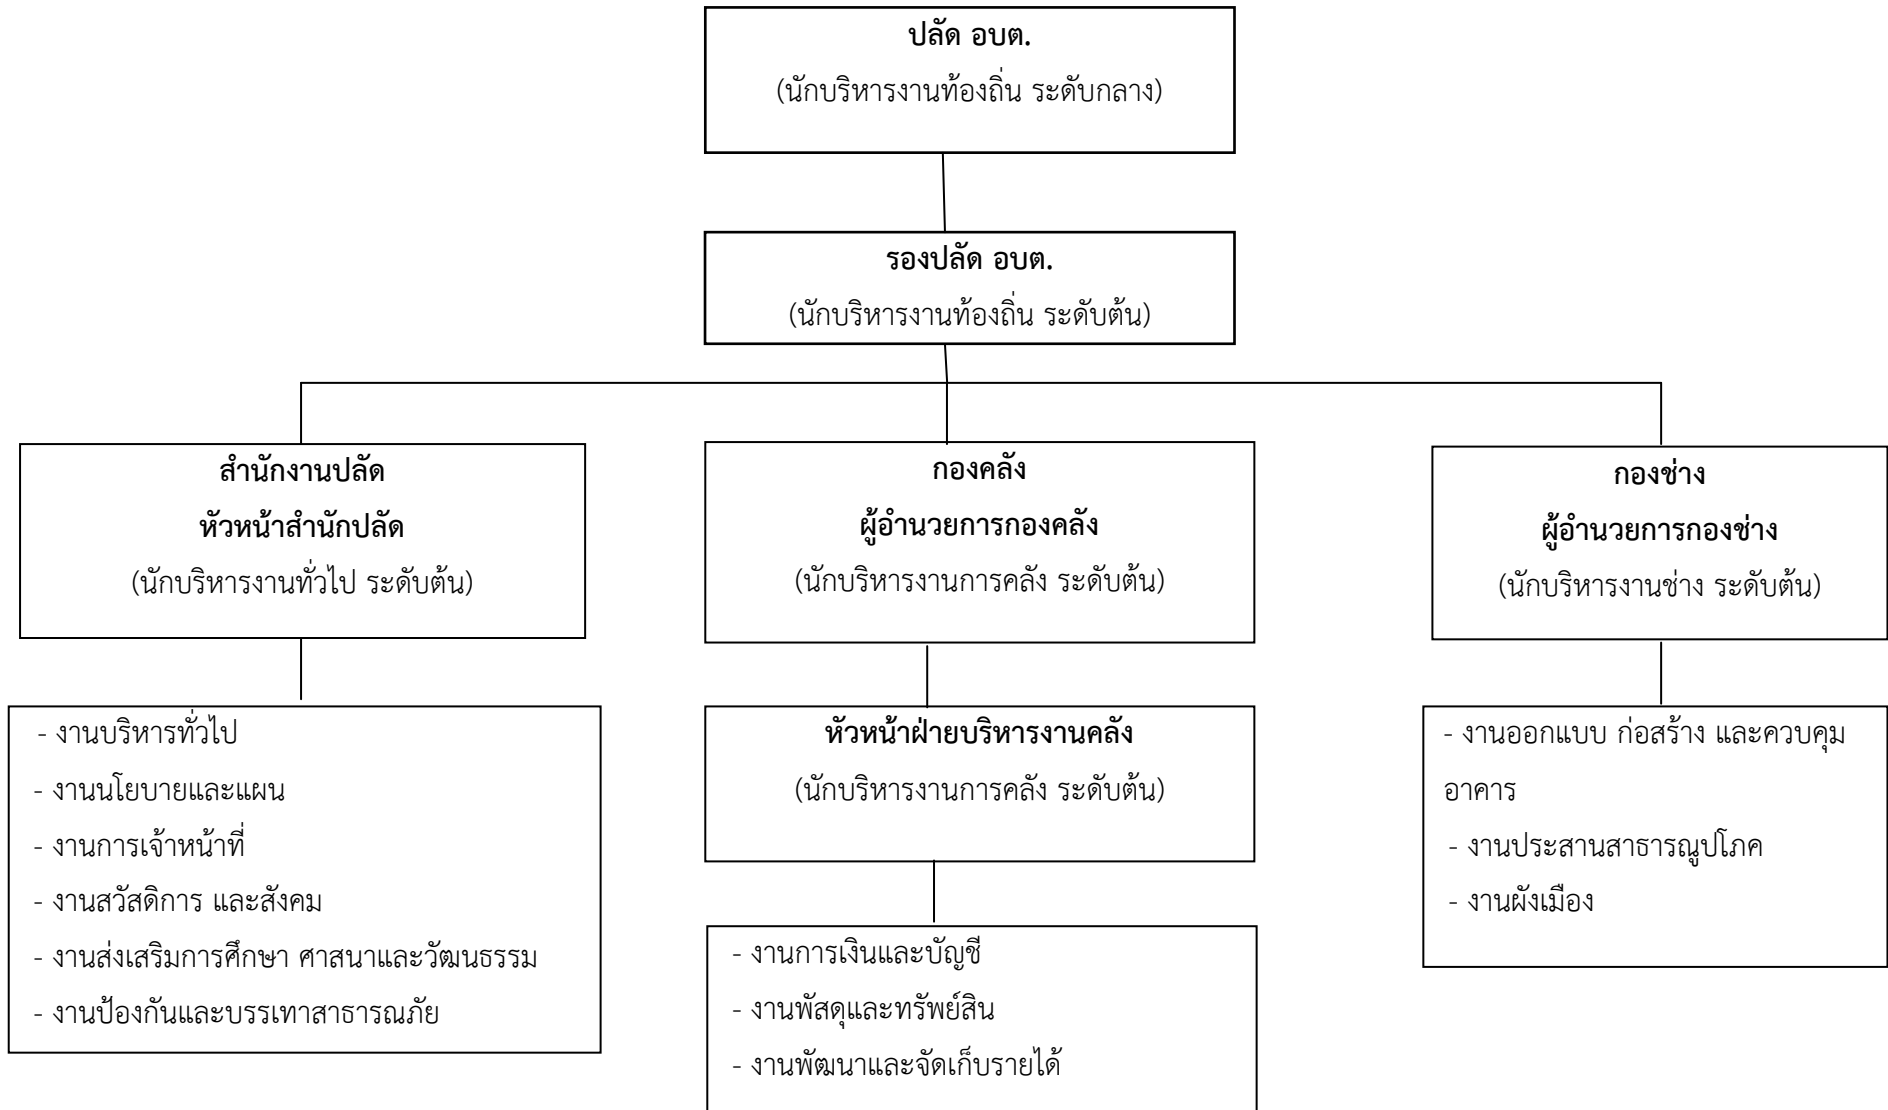 ปลัด อบต.
(นักบริหารงานท้องถิ่น ระดับกลาง)
รองปลัด อบต.
(นักบริหารงานท้องถิ่น ระดับต้น)
สำนักงานปลัด
หัวหน้าสำนักปลัด
(นักบริหารงานทั่วไป ระดับต้น)
กองคลัง
ผู้อำนวยการกองคลัง
(นักบริหารงานการคลัง ระดับต้น)
กองช่าง
ผู้อำนวยการกองช่าง
(นักบริหารงานช่าง ระดับต้น)
- งานบริหารทั่วไป
- งานนโยบายและแผน
- งานการเจ้าหน้าที่
- งานสวัสดิการ และสังคม
- งานส่งเสริมการศึกษา ศาสนาและวัฒนธรรม
- งานป้องกันและบรรเทาสาธารณภัย
หัวหน้าฝ่ายบริหารงานคลัง
(นักบริหารงานการคลัง ระดับต้น)
- งานการเงินและบัญชี
- งานพัสดุและทรัพย์สิน
- งานพัฒนาและจัดเก็บรายได้
- งานออกแบบ ก่อสร้าง และควบคุม
อาคาร
- งานประสานสาธารณูปโภค
- งานผังเมือง